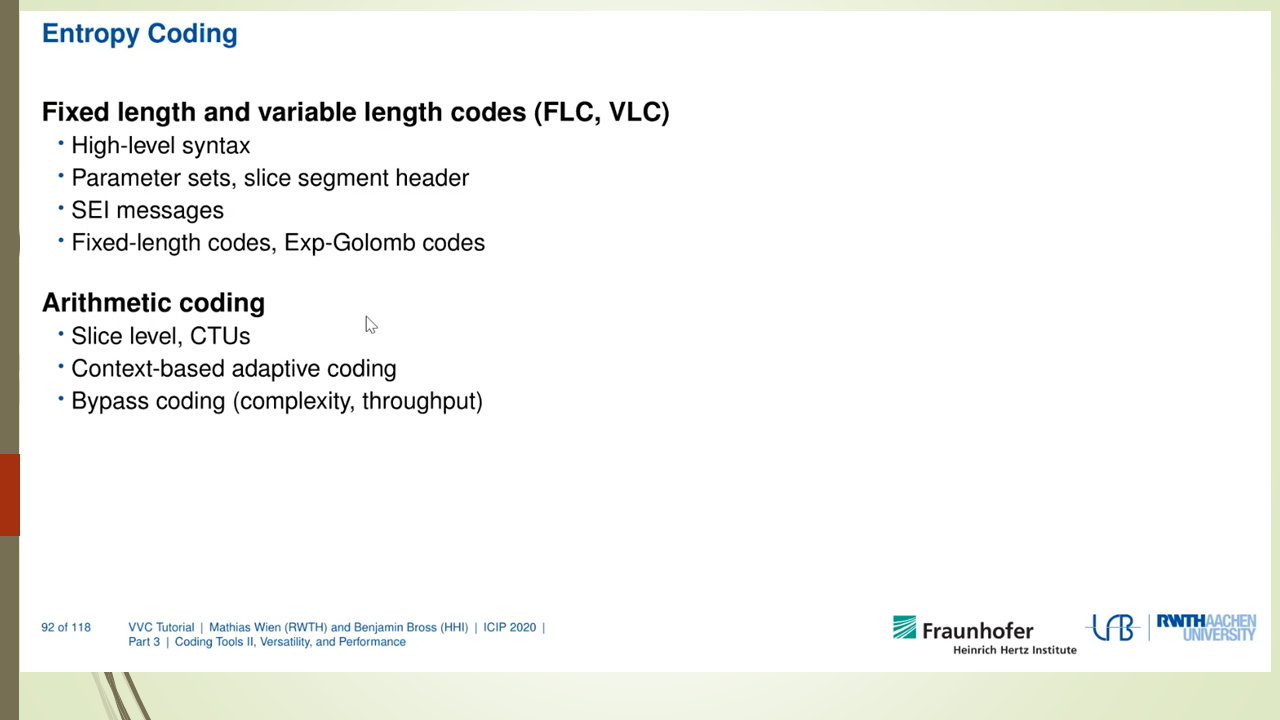 Entropy Coding
Fixed length and variable length codes (FLC, VLC)
• High-level syntax
• Parameter sets, slice segment header
• SEI messages
• Fixed-length codes, Exp-Golomb codes
Arithmetic coding
• Slice level, CTUs
• Context-based adaptive coding
• Bypass coding (complexity, throughput)
92 of 118
VVC Tutorial | Mathias Wien (RWTH) and Benjamin Bross (HHI) | ICIP 2020 |
Part 3 | Coding Tools II, Versatility, and Performance
Fraunhofer
Heinrich Hertz Institute
RWTH AACHEN
UNIVERSITY